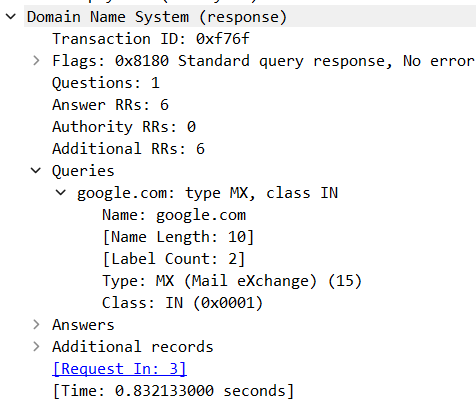 Domain Name System (response)
Transaction ID: 0xf76f
Flags: 0x8180 Standard query response, No error
Questions: 1
Answer RRs: 6
Authority RRs: 0
Additional RRs: 6
Queries
google.com: type MX, class IN
Name: google.com
[Name Length: 10]
[Label Count: 2]
Type: MX (Mail eXchange) (15)
Class: IN (0x0001)
Answers
Additional records
[Request In: 3]
[Time: 0.832133000 seconds]